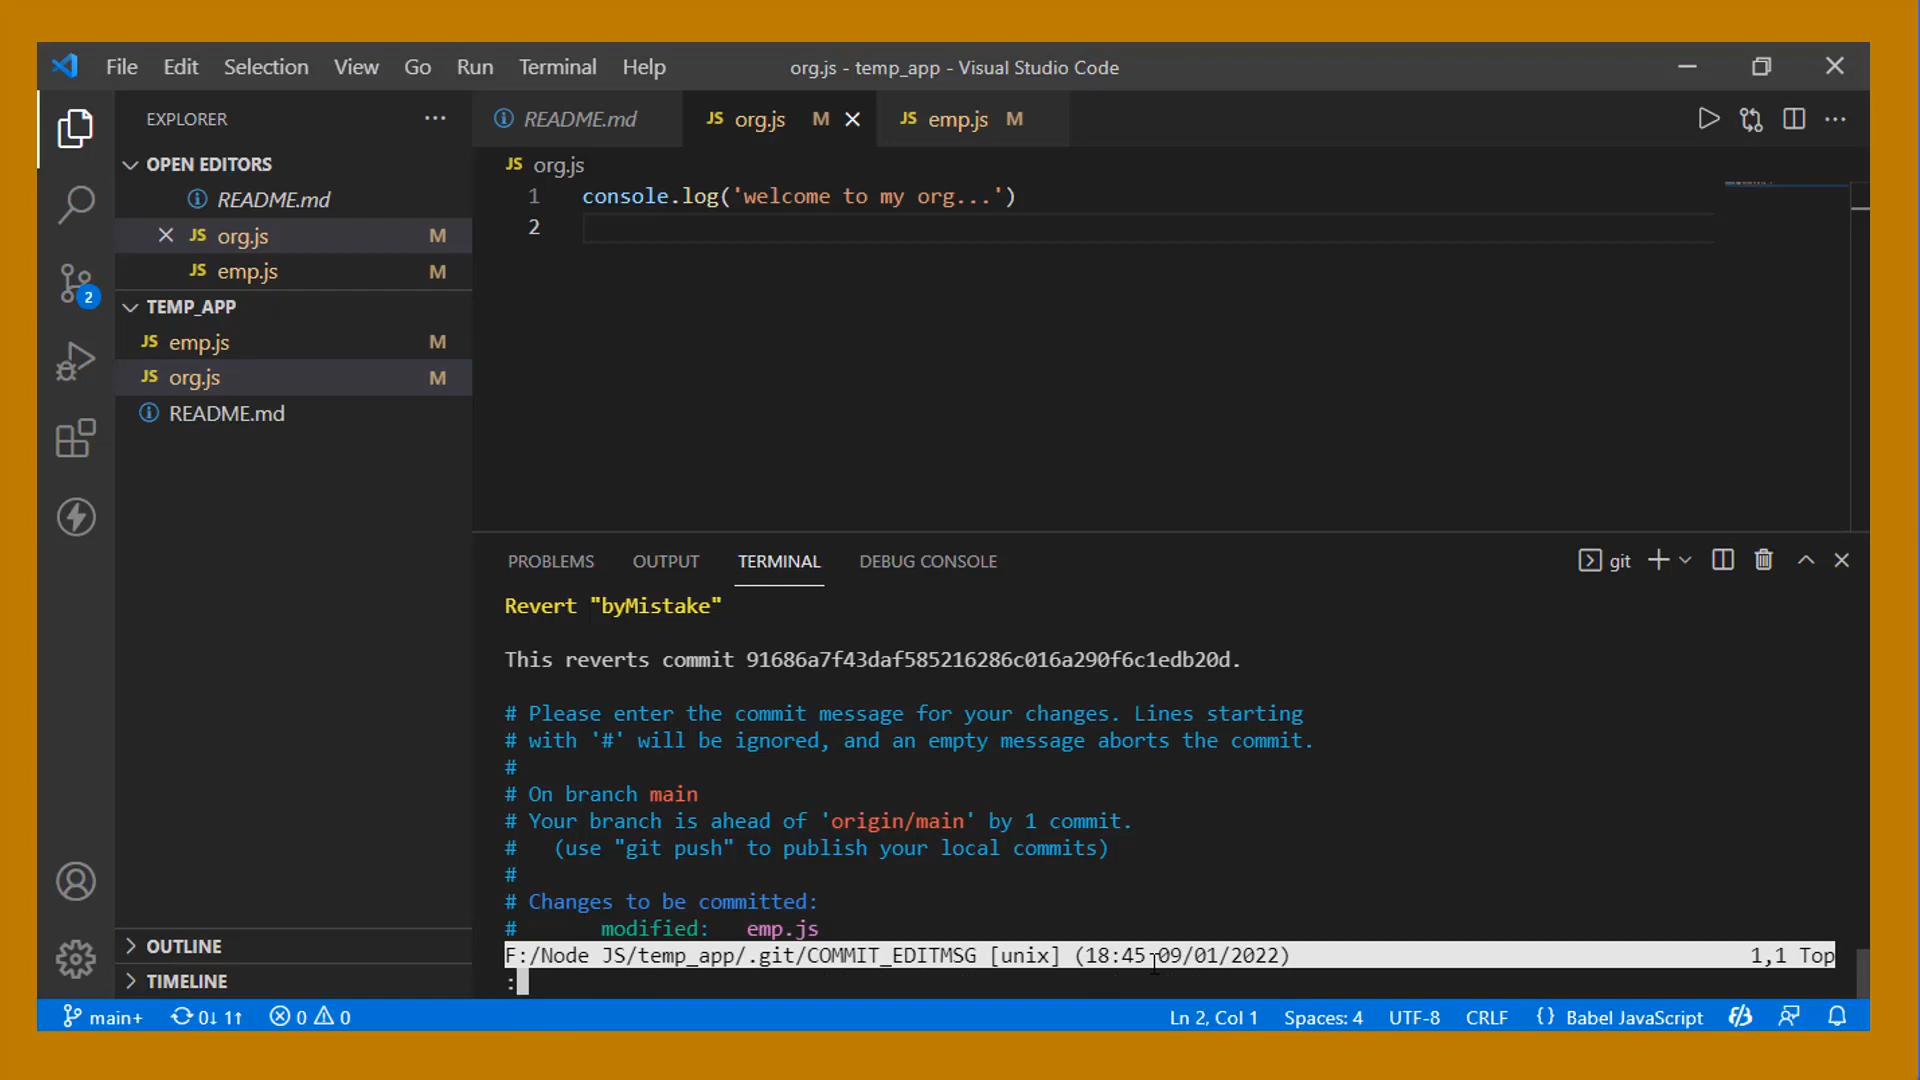 File Edit Selection View Go Run Terminal Help org.js - temp_app - Visual Studio Code
EXPLORER
OPEN EDITORS
README.md
JS org.js M
JS emp.js M
TEMP_APP
JS emp.js M
JS org.js M
README.md
2
OUTLINE
TIMELINE
README.md JS org.js M JS emp.js M
JS org.js
1 console.log('welcome to my org...')
2
PROBLEMS OUTPUT TERMINAL DEBUG CONSOLE git
Revert "byMistake"
This reverts commit 91686a7f43daf585216286c016a290f6c1edb20d.
# Please enter the commit message for your changes. Lines starting
# with '#' will be ignored, and an empty message aborts the commit.
#
# On branch main
# Your branch is ahead of 'origin/main' by 1 commit.
#   (use "git push" to publish your local commits)
#
# Changes to be committed:
#       modified:   emp.js
F:/Node JS/temp_app/.git/COMMIT_EDITMSG [unix] (18:45 09/01/2022) 1,1 Top
:
main+ 0↓ 1↑ 0 0 Ln 2, Col 1 Spaces: 4 UTF-8 CRLF {} Babel JavaScript